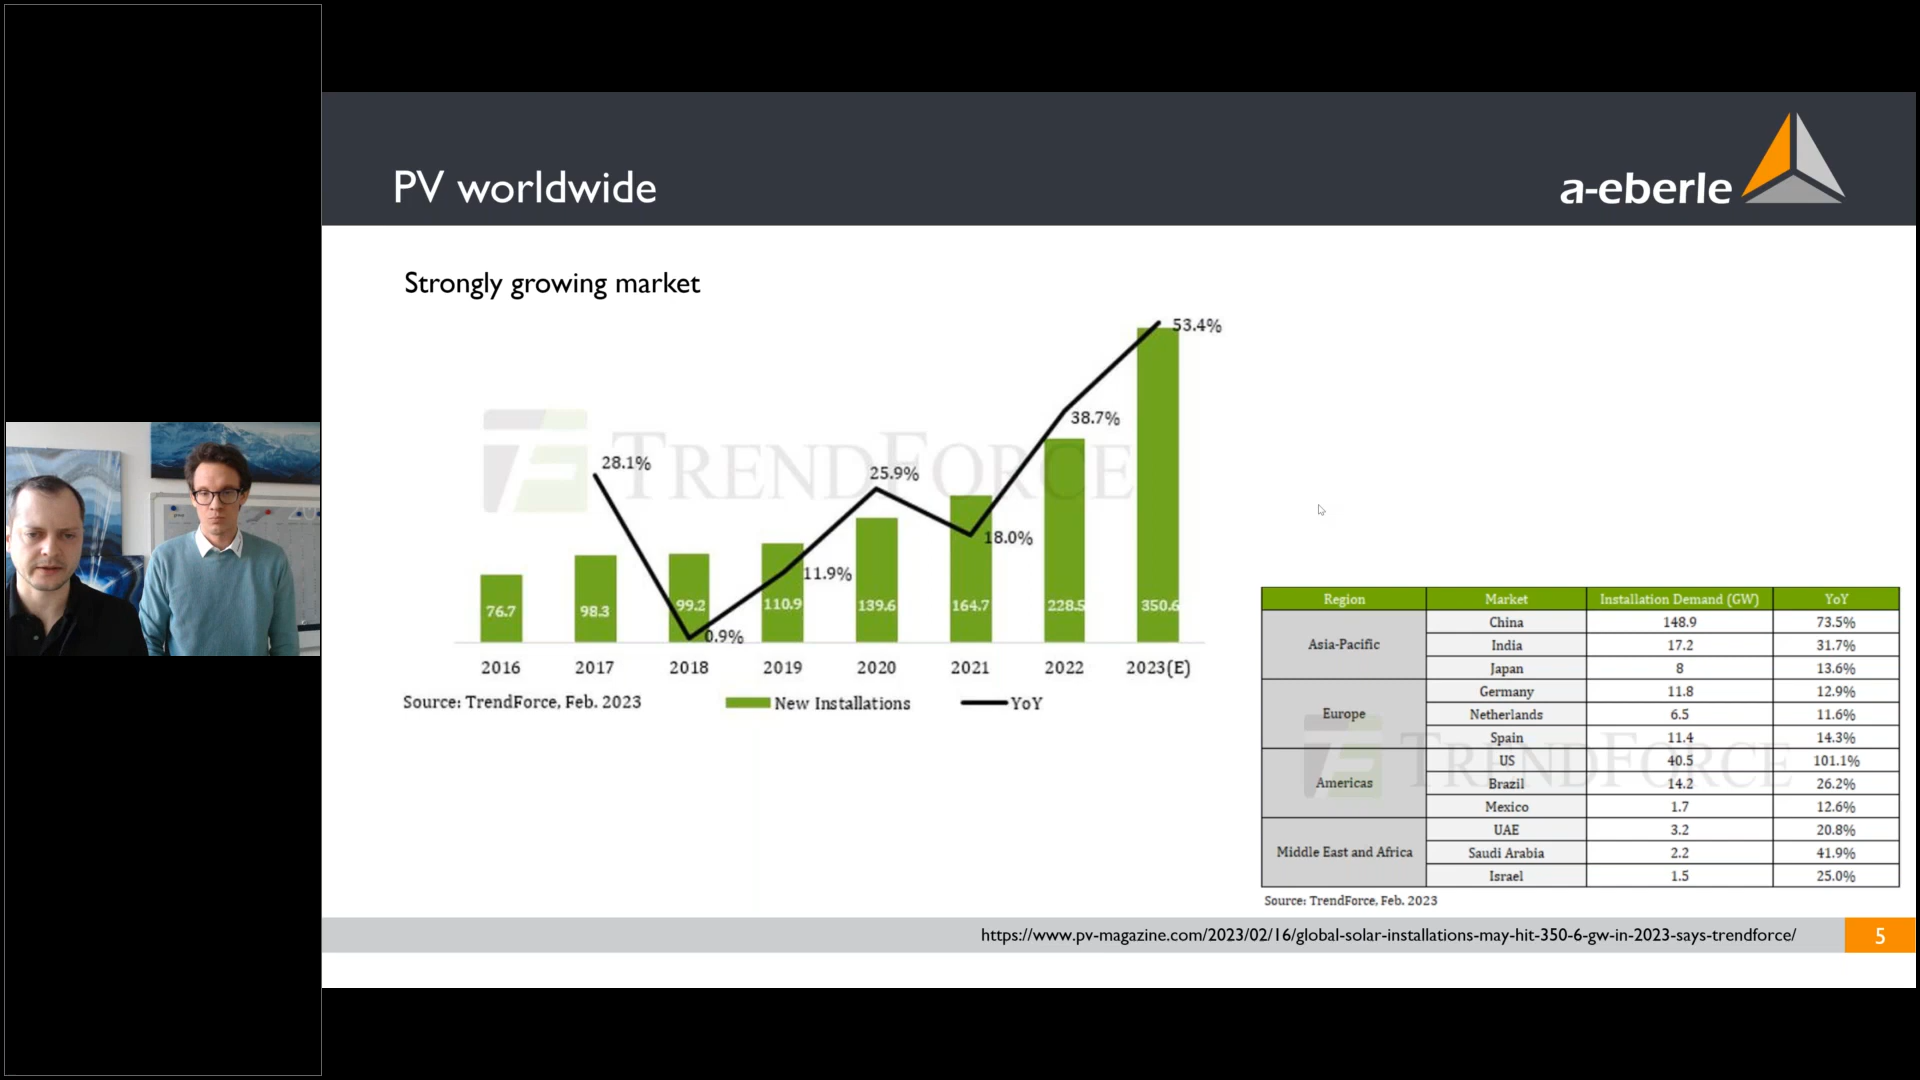 PV worldwide
a-eberle
Strongly growing market
TRENDFORCE
53.4%
38.7%
28.1%
25.9%
18.0%
11.9%
0.9%
76.7 98.3 99.2 110.9 139.6 164.7 228.5 350.6
2016 2017 2018 2019 2020 2021 2022 2023(E)
Source: TrendForce, Feb. 2023 New Installations YoY
Region Market Installation Demand (GW) YoY
Asia-Pacific China 148.9 73.5%
India 17.2 31.7%
Japan 8 13.6%
Europe Germany 11.8 12.9%
Netherlands 6.5 11.6%
Spain 11.4 14.3%
Americas US 40.5 101.1%
Brazil 14.2 26.2%
Mexico 1.7 12.6%
Middle East and Africa UAE 3.2 20.8%
Saudi Arabia 2.2 41.9%
Israel 1.5 25.0%
TRENDFORCE
Source: TrendForce, Feb. 2023
https://www.pv-magazine.com/2023/02/16/global-solar-installations-may-hit-350-6-gw-in-2023-says-trendforce/
5